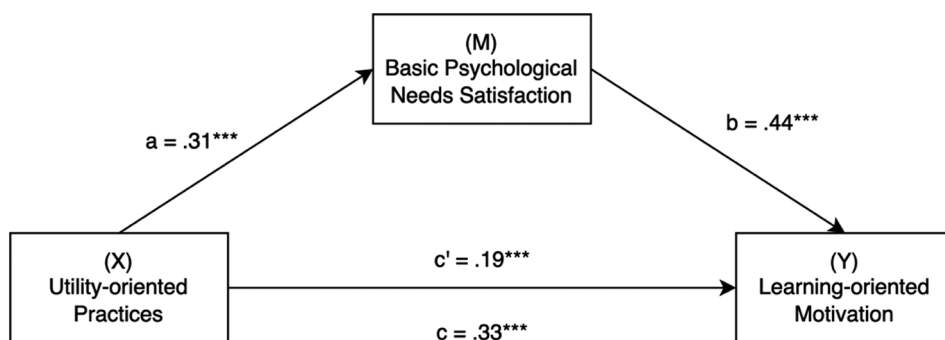 (M)
Basic Psychological
Needs Satisfaction
a = .31***
b = .44***
(X)
Utility-oriented
Practices
c' = .19***
c = .33***
(Y)
Learning-oriented
Motivation